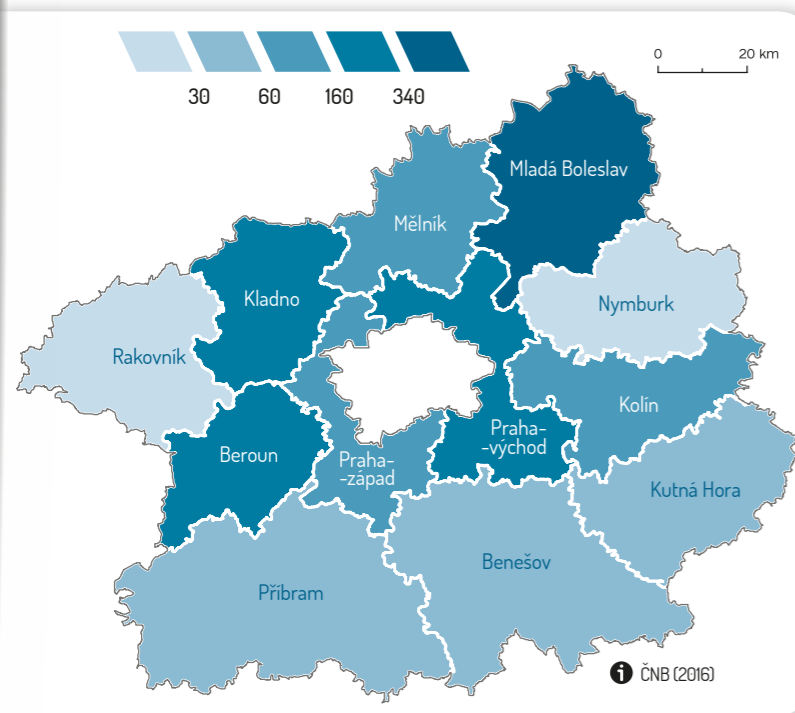 30 60 160 340
0 20 km
Mladá Boleslav
Mělník
Kladno
Nymburk
Rakovník
Kolín
Beroun
Praha-
-východ
Praha-
-západ
Kutná Hora
Benešov
Příbram
i ČNB (2016)